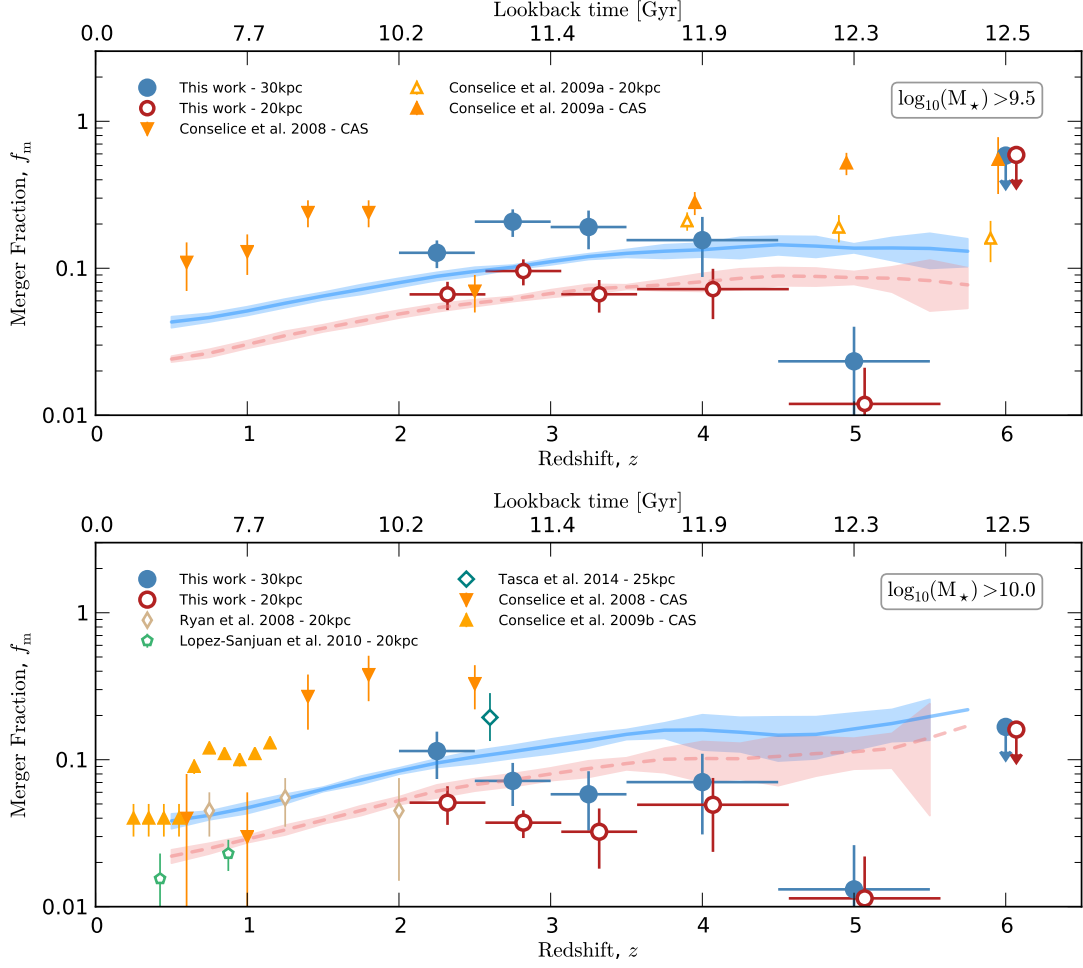 Lookback time [Gyr]
0.0 7.7 10.2 11.4 11.9 12.3 12.5
This work - 30kpc
This work - 20kpc
Conselice et al. 2008 - CAS
Conselice et al. 2009a - 20kpc
Conselice et al. 2009a - CAS
log10(M⋆) >9.5
Merger Fraction, fm
1
0.1
0.01
0 1 2 3 4 5 6
Redshift, z
Lookback time [Gyr]
0.0 7.7 10.2 11.4 11.9 12.3 12.5
This work - 30kpc
This work - 20kpc
Ryan et al. 2008 - 20kpc
Lopez-Sanjuan et al. 2010 - 20kpc
Tasca et al. 2014 - 25kpc
Conselice et al. 2008 - CAS
Conselice et al. 2009b - CAS
log10(M⋆) >10.0
Merger Fraction, fm
1
0.1
0.01
0 1 2 3 4 5 6
Redshift, z